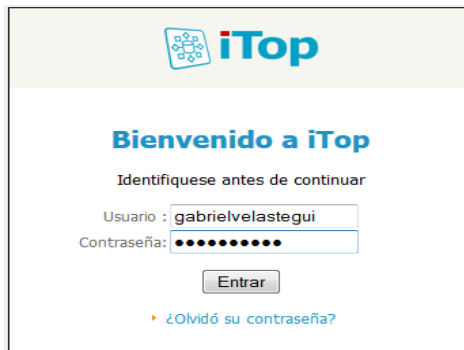 iTop
Bienvenido a iTop
Identifiquese antes de continuar
Usuario : gabrielvelastegui
Contraseña: ●●●●●●●●●●
Entrar
¿Olvidó su contraseña?